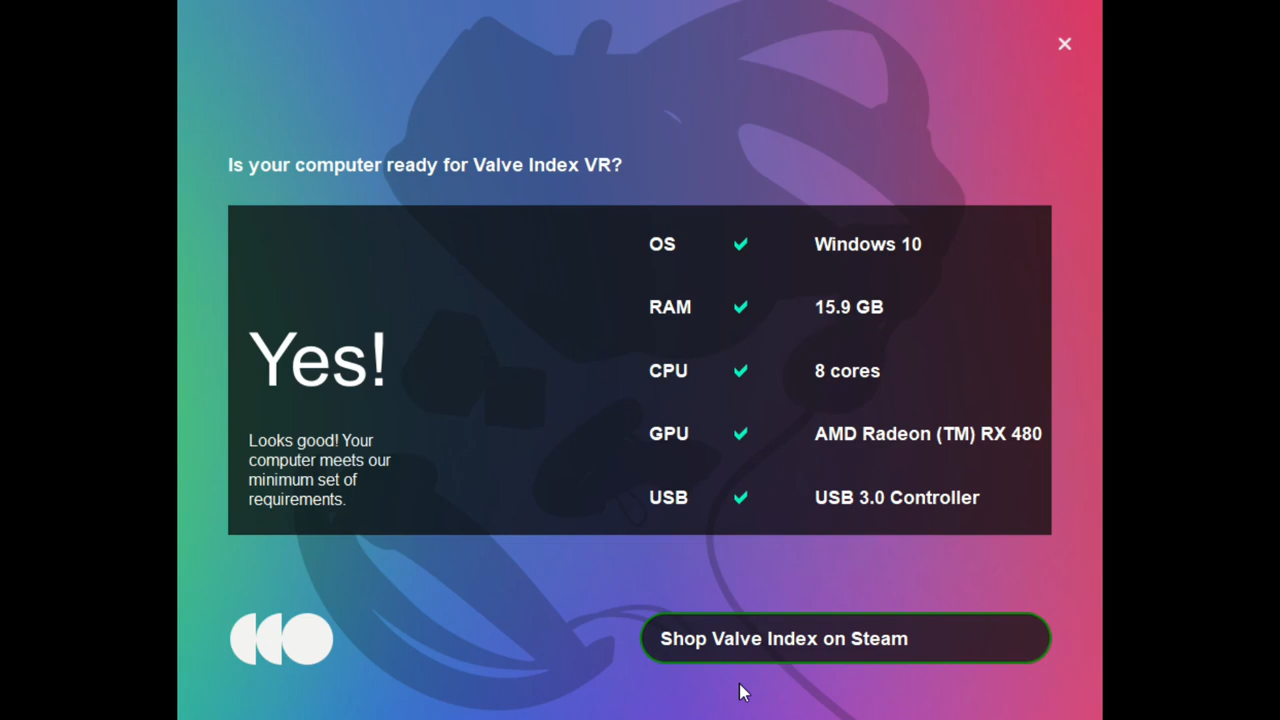 Is your computer ready for Valve Index VR?
Yes!
Looks good! Your
computer meets our
minimum set of
requirements.
OS Windows 10
RAM 15.9 GB
CPU 8 cores
GPU AMD Radeon (TM) RX 480
USB USB 3.0 Controller
Shop Valve Index on Steam